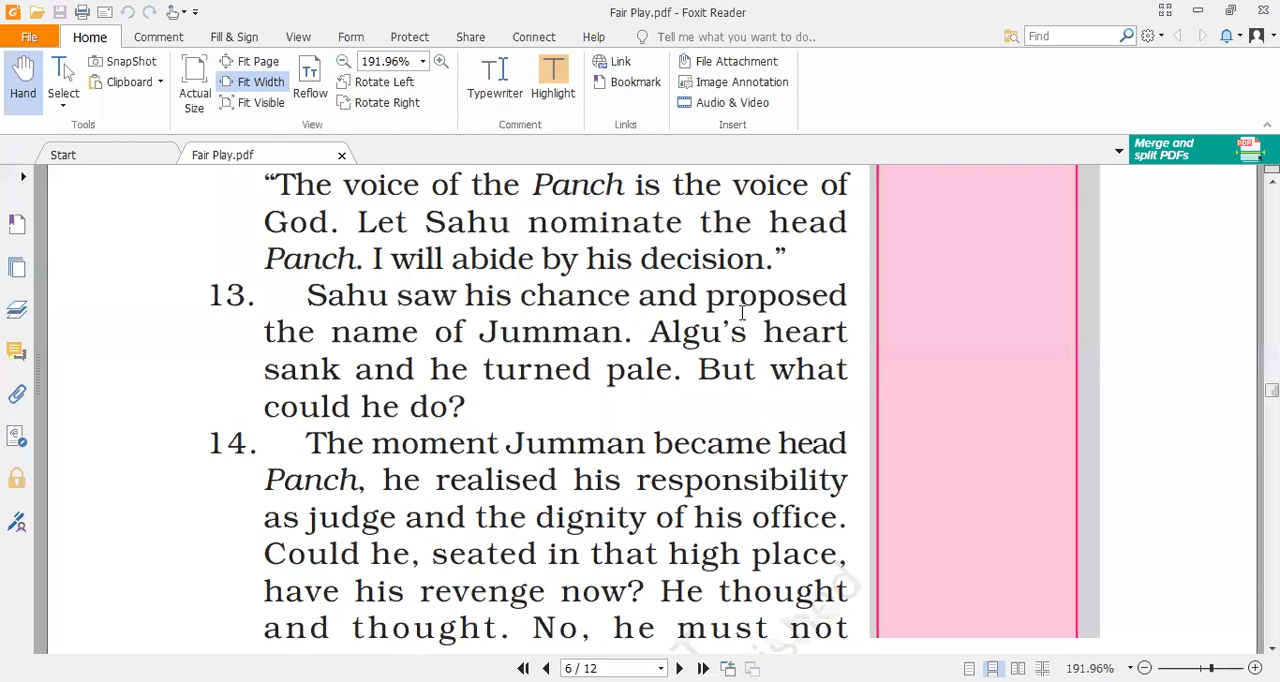 Fair Play.pdf - Foxit Reader
File Home Comment Fill & Sign View Form Protect Share Connect Help Tell me what you want to do.. Find
Hand
Select
SnapShot
Clipboard
Tools
Actual Size
Fit Page
Fit Width
Fit Visible
Reflow
191.96%
Rotate Left
Rotate Right
View
Typewriter
Highlight
Comment
Link
Bookmark
Links
File Attachment
Image Annotation
Audio & Video
Insert
Start
Fair Play.pdf
Merge and
split PDFs
“The voice of the Panch is the voice of
God. Let Sahu nominate the head
Panch. I will abide by his decision.”
13. Sahu saw his chance and proposed
the name of Jumman. Algu’s heart
sank and he turned pale. But what
could he do?
14. The moment Jumman became head
Panch, he realised his responsibility
as judge and the dignity of his office.
Could he, seated in that high place,
have his revenge now? He thought
and thought. No, he must not
6 / 12
191.96%